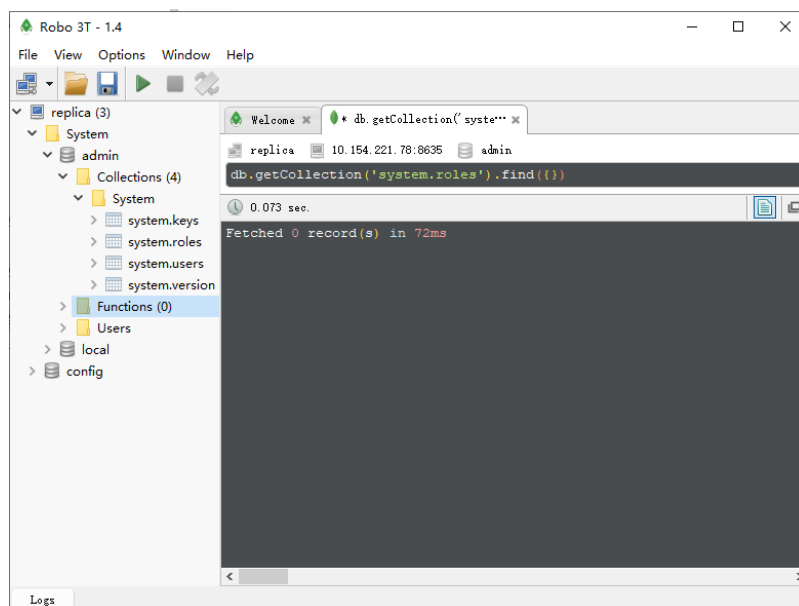 Robo 3T - 1.4
File View Options Window Help
replica (3)
System
admin
Collections (4)
System
system.keys
system.roles
system.users
system.version
Functions (0)
Users
local
config
Welcome
* db.getCollection('syste···
replica 10.154.221.78:8635 admin
db.getCollection('system.roles').find({})
0.073 sec.
Fetched 0 record(s) in 72ms
Logs